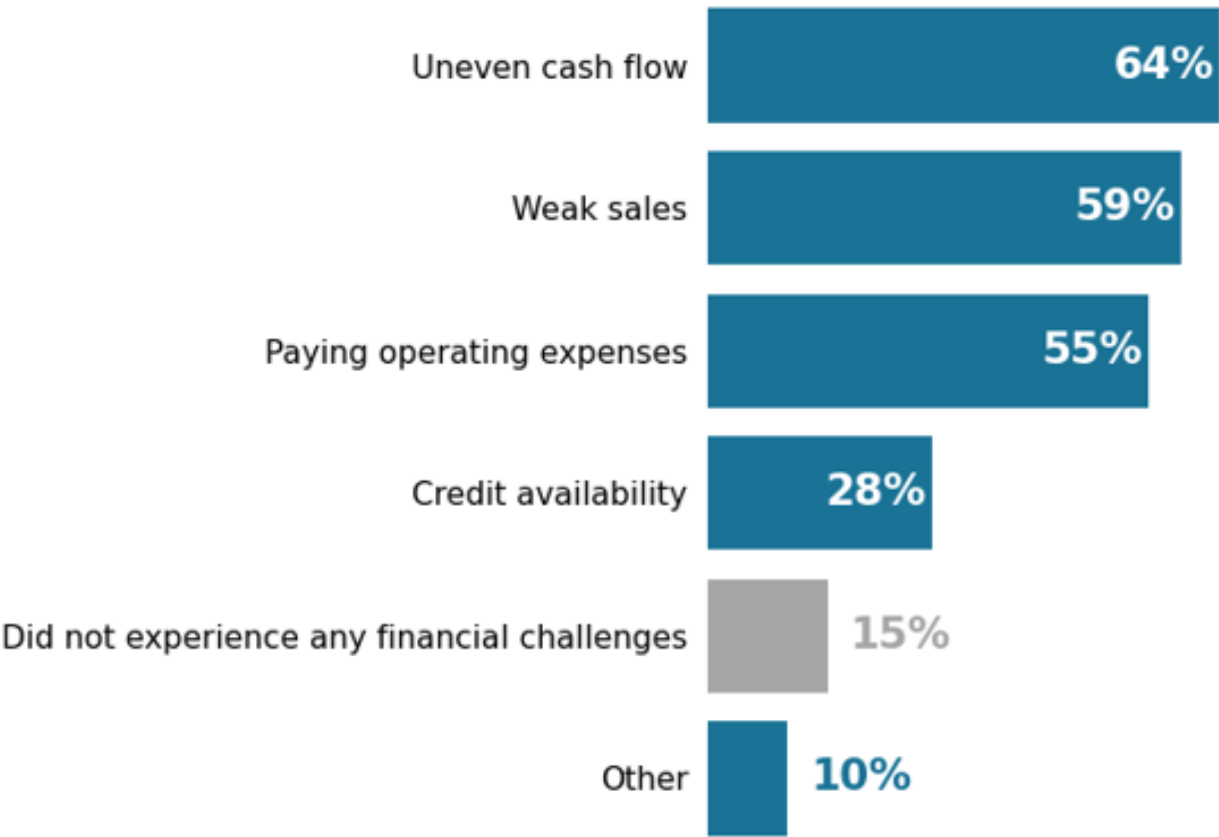 Uneven cash flow 64%
Weak sales 59%
Paying operating expenses 55%
Credit availability 28%
Did not experience any financial challenges 15%
Other 10%